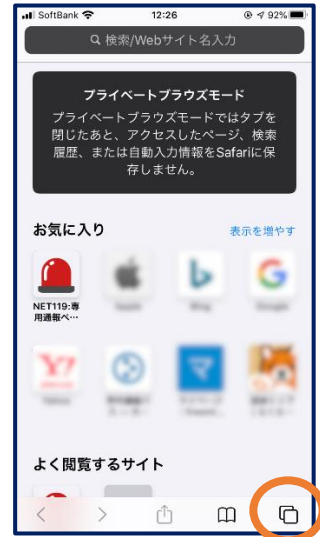 SoftBank 12:26 92%
検索/Webサイト名入力
プライベートブラウズモード
プライベートブラウズモードではタブを
閉じたあと、アクセスしたページ、検索
履歴、または自動入力情報をSafariに保
存しません。
お気に入り 表示を増やす
NET119:専
用通報ペ…
よく閲覧するサイト